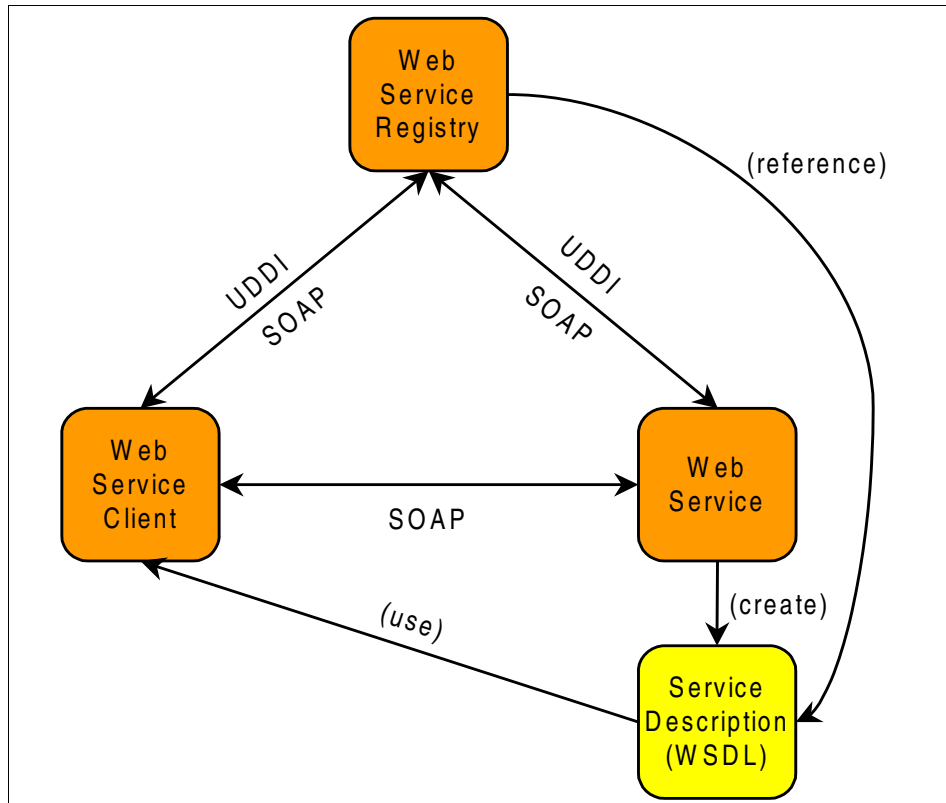 Web
Service
Registry
(reference)
UDDI
SOAP
UDDI
SOAP
Web
Service
Client
SOAP
Web
Service
(use)
(create)
Service
Description
(WSDL)